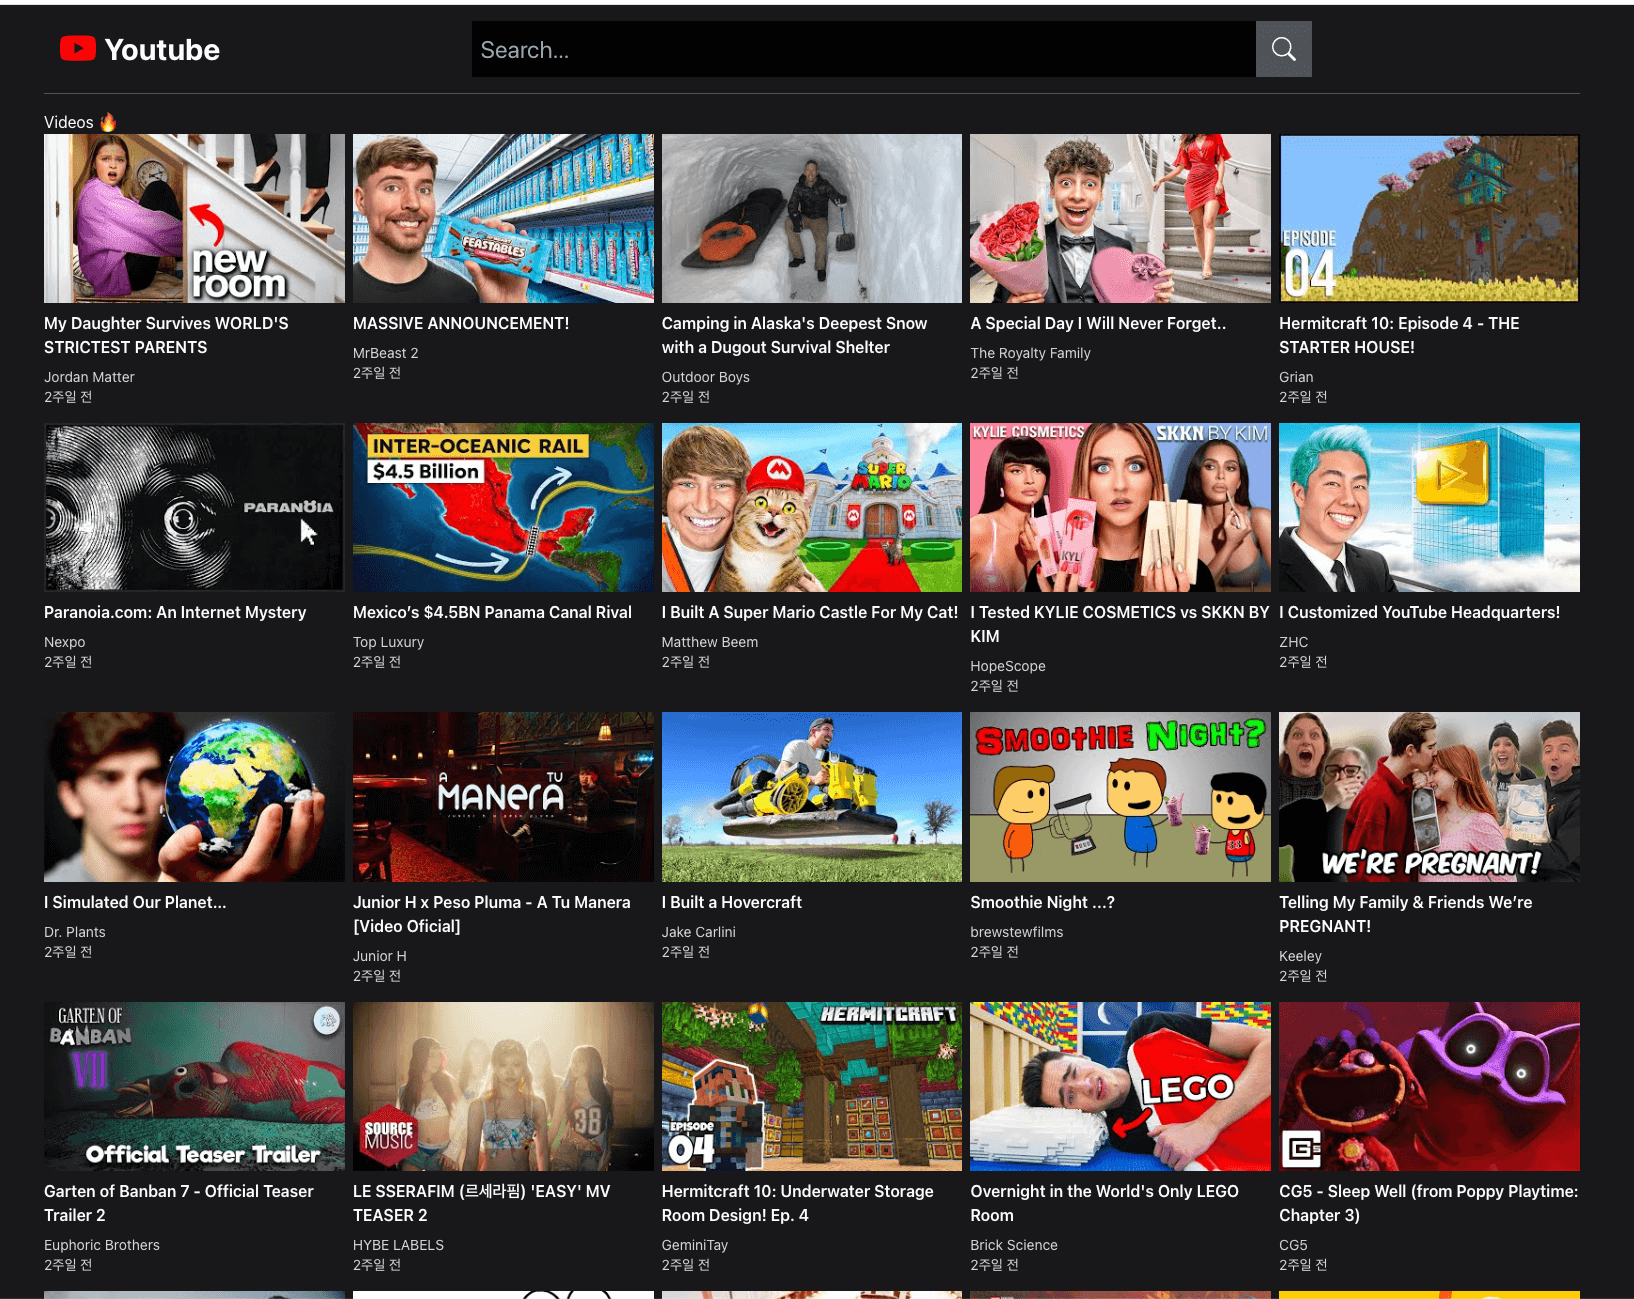 Youtube
Search...
Videos 🔥
new
room
FEASTABLES
EPISODE
04
My Daughter Survives WORLD'S
STRICTEST PARENTS
Jordan Matter
2주일 전
MASSIVE ANNOUNCEMENT!
MrBeast 2
2주일 전
Camping in Alaska's Deepest Snow
with a Dugout Survival Shelter
Outdoor Boys
2주일 전
A Special Day I Will Never Forget..
The Royalty Family
2주일 전
Hermitcraft 10: Episode 4 - THE
STARTER HOUSE!
Grian
2주일 전
PARANOIA
INTER-OCEANIC RAIL
$4.5 Billion
SUPER
MARIO
KYLIE COSMETICS
SKKN BY KIM
KYLI
Paranoia.com: An Internet Mystery
Nexpo
2주일 전
Mexico’s $4.5BN Panama Canal Rival
Top Luxury
2주일 전
I Built A Super Mario Castle For My Cat!
Matthew Beem
2주일 전
I Tested KYLIE COSMETICS vs SKKN BY
KIM
HopeScope
2주일 전
I Customized YouTube Headquarters!
ZHC
2주일 전
A TU
MANERA
JUNIOR H X PESO PLUMA
SMOOTHIE NIGHT?
WE'RE PREGNANT!
I Simulated Our Planet...
Dr. Plants
2주일 전
Junior H x Peso Pluma - A Tu Manera
[Video Oficial]
Junior H
2주일 전
I Built a Hovercraft
Jake Carlini
2주일 전
Smoothie Night ...?
brewstewfilms
2주일 전
Telling My Family & Friends We’re
PREGNANT!
Keeley
2주일 전
GARTEN OF
BANBAN
VII
Official Teaser Trailer
SOURCE
MUSIC
38
HERMITCRAFT
EPISODE
04
LEGO
Garten of Banban 7 - Official Teaser
Trailer 2
Euphoric Brothers
2주일 전
LE SSERAFIM (르세라핌) 'EASY' MV
TEASER 2
HYBE LABELS
2주일 전
Hermitcraft 10: Underwater Storage
Room Design! Ep. 4
GeminiTay
2주일 전
Overnight in the World's Only LEGO
Room
Brick Science
2주일 전
CG5 - Sleep Well (from Poppy Playtime:
Chapter 3)
CG5
2주일 전